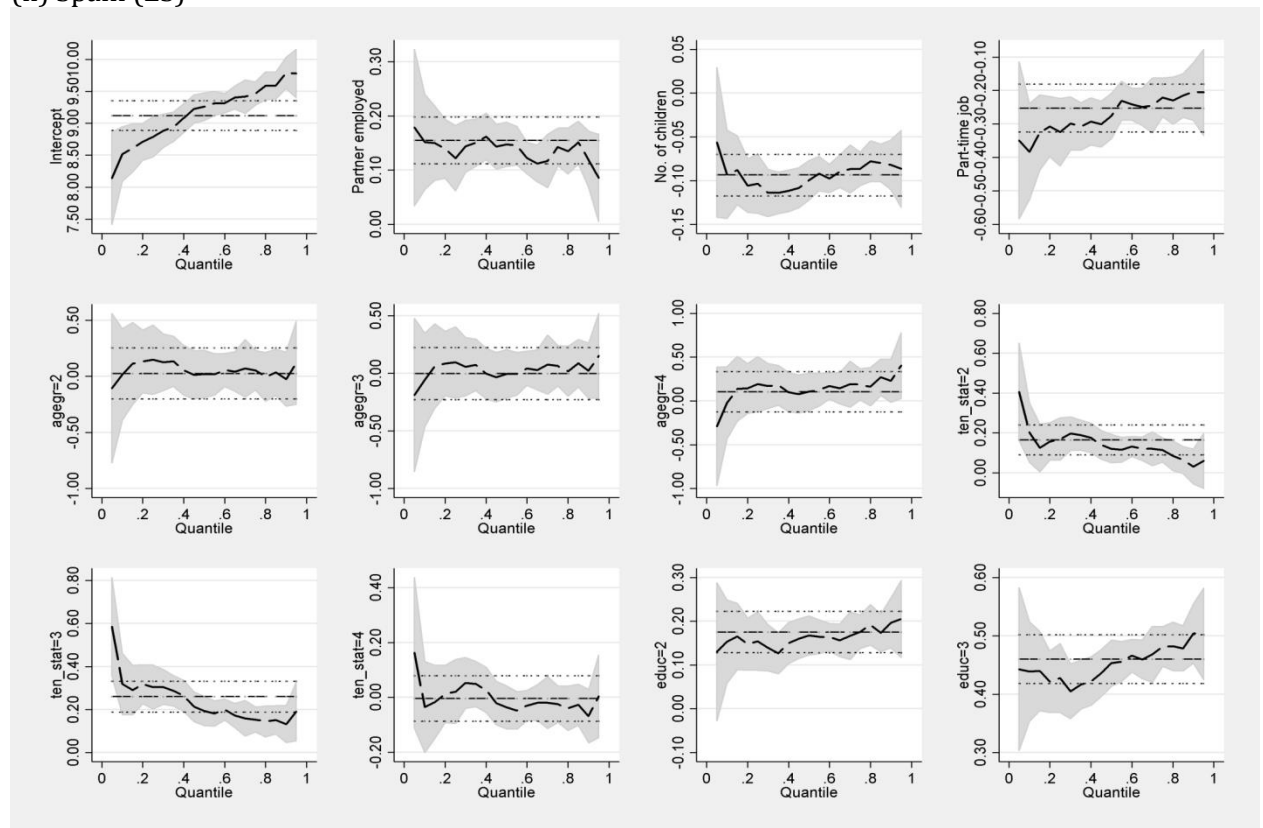 Spain (ES)
Intercept
7.50 8.00 8.50 9.00 9.50 10.00
0 .2 .4 .6 .8 1
Quantile
Partner employed
0.00 0.10 0.20 0.30
0 .2 .4 .6 .8 1
Quantile
No. of children
-0.15 -0.10 -0.05 0.00 0.05
0 .2 .4 .6 .8 1
Quantile
Part-time job
-0.60 -0.50 -0.40 -0.30 -0.20 -0.10
0 .2 .4 .6 .8 1
Quantile
agegr=2
-1.00 -0.50 0.00 0.50
0 .2 .4 .6 .8 1
Quantile
agegr=3
-1.00 -0.50 0.00 0.50
0 .2 .4 .6 .8 1
Quantile
agegr=4
-1.00 -0.50 0.00 0.50 1.00
0 .2 .4 .6 .8 1
Quantile
ten_stat=2
0.00 0.20 0.40 0.60 0.80
0 .2 .4 .6 .8 1
Quantile
ten_stat=3
0.00 0.20 0.40 0.60 0.80
0 .2 .4 .6 .8 1
Quantile
ten_stat=4
-0.20 0.00 0.20 0.40
0 .2 .4 .6 .8 1
Quantile
educ=2
-0.10 0.00 0.10 0.20 0.30
0 .2 .4 .6 .8 1
Quantile
educ=3
0.30 0.40 0.50 0.60
0 .2 .4 .6 .8 1
Quantile